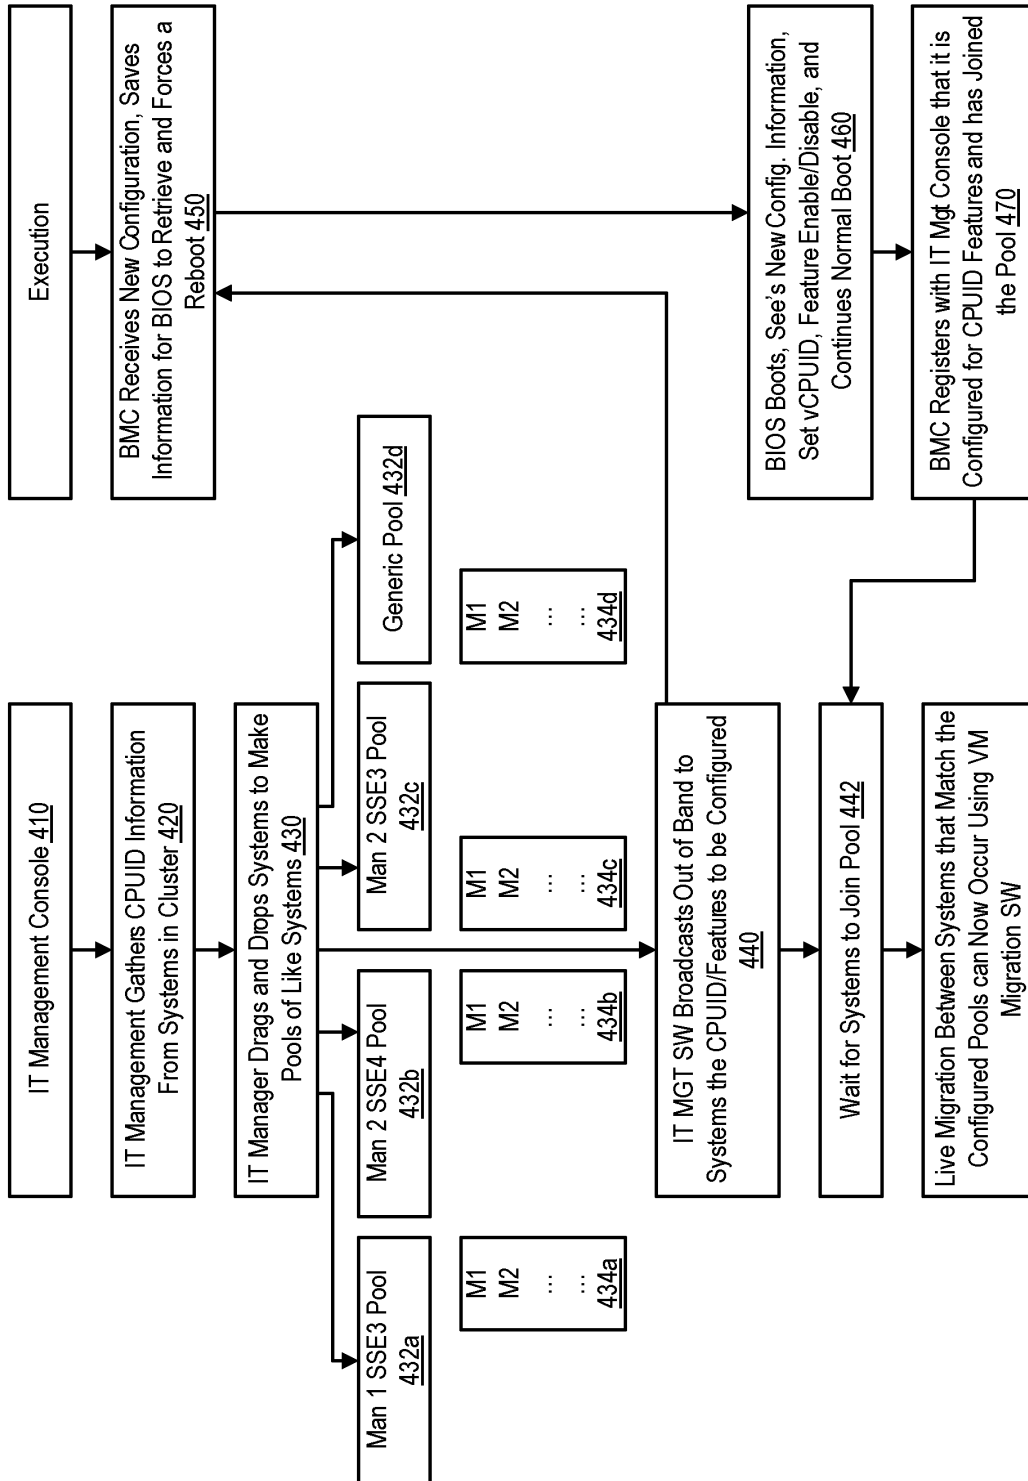 IT Management Console 410
IT Management Gathers CPUID Information
From Systems in Cluster 420
IT Manager Drags and Drops Systems to Make
Pools of Like Systems 430
Man 1 SSE3 Pool
432a
Man 2 SSE4 Pool
432b
Man 2 SSE3 Pool
432c
Generic Pool 432d
M1
M2
...
...
434a
M1
M2
...
...
434b
M1
M2
...
...
434c
M1
M2
...
...
434d
IT MGT SW Broadcasts Out of Band to
Systems the CPUID/Features to be Configured
440
Wait for Systems to Join Pool 442
Live Migration Between Systems that Match the
Configured Pools can Now Occur Using VM
Migration SW
Execution
BMC Receives New Configuration, Saves
Information for BIOS to Retrieve and Forces a
Reboot 450
BIOS Boots, See's New Config. Information,
Set vCPUID, Feature Enable/Disable, and
Continues Normal Boot 460
BMC Registers with IT Mgt Console that it is
Configured for CPUID Features and has Joined
the Pool 470